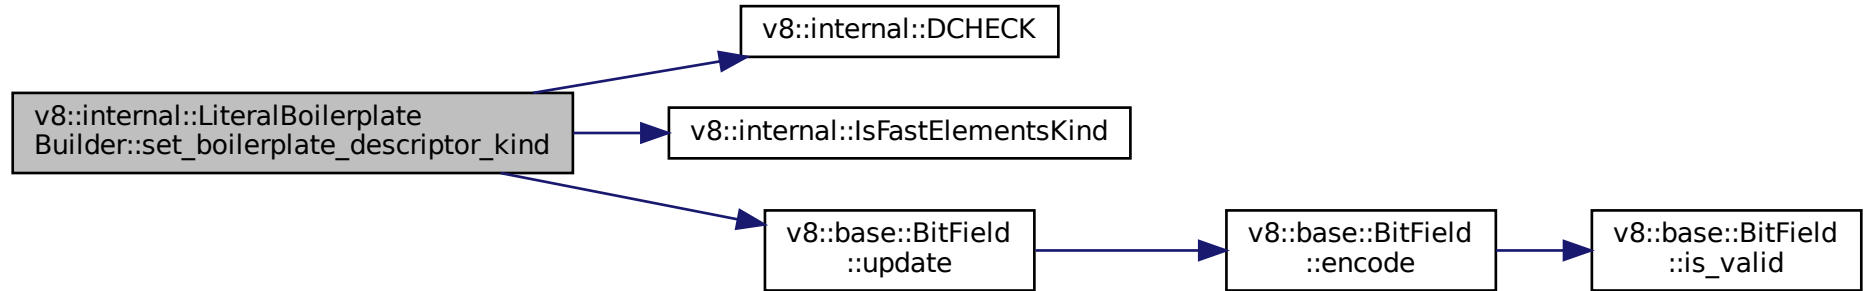 v8::internal::DCHECK
v8::internal::LiteralBoilerplate
Builder::set_boilerplate_descriptor_kind
v8::internal::IsFastElementsKind
v8::base::BitField
::update
v8::base::BitField
::encode
v8::base::BitField
::is_valid